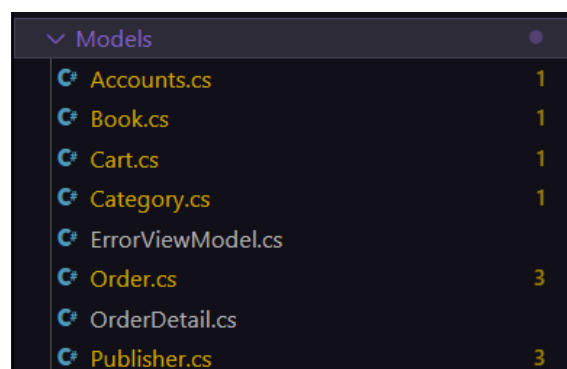 Models
C# Accounts.cs 1
C# Book.cs 1
C# Cart.cs 1
C# Category.cs 1
C# ErrorViewModel.cs
C# Order.cs 3
C# OrderDetail.cs
C# Publisher.cs 3